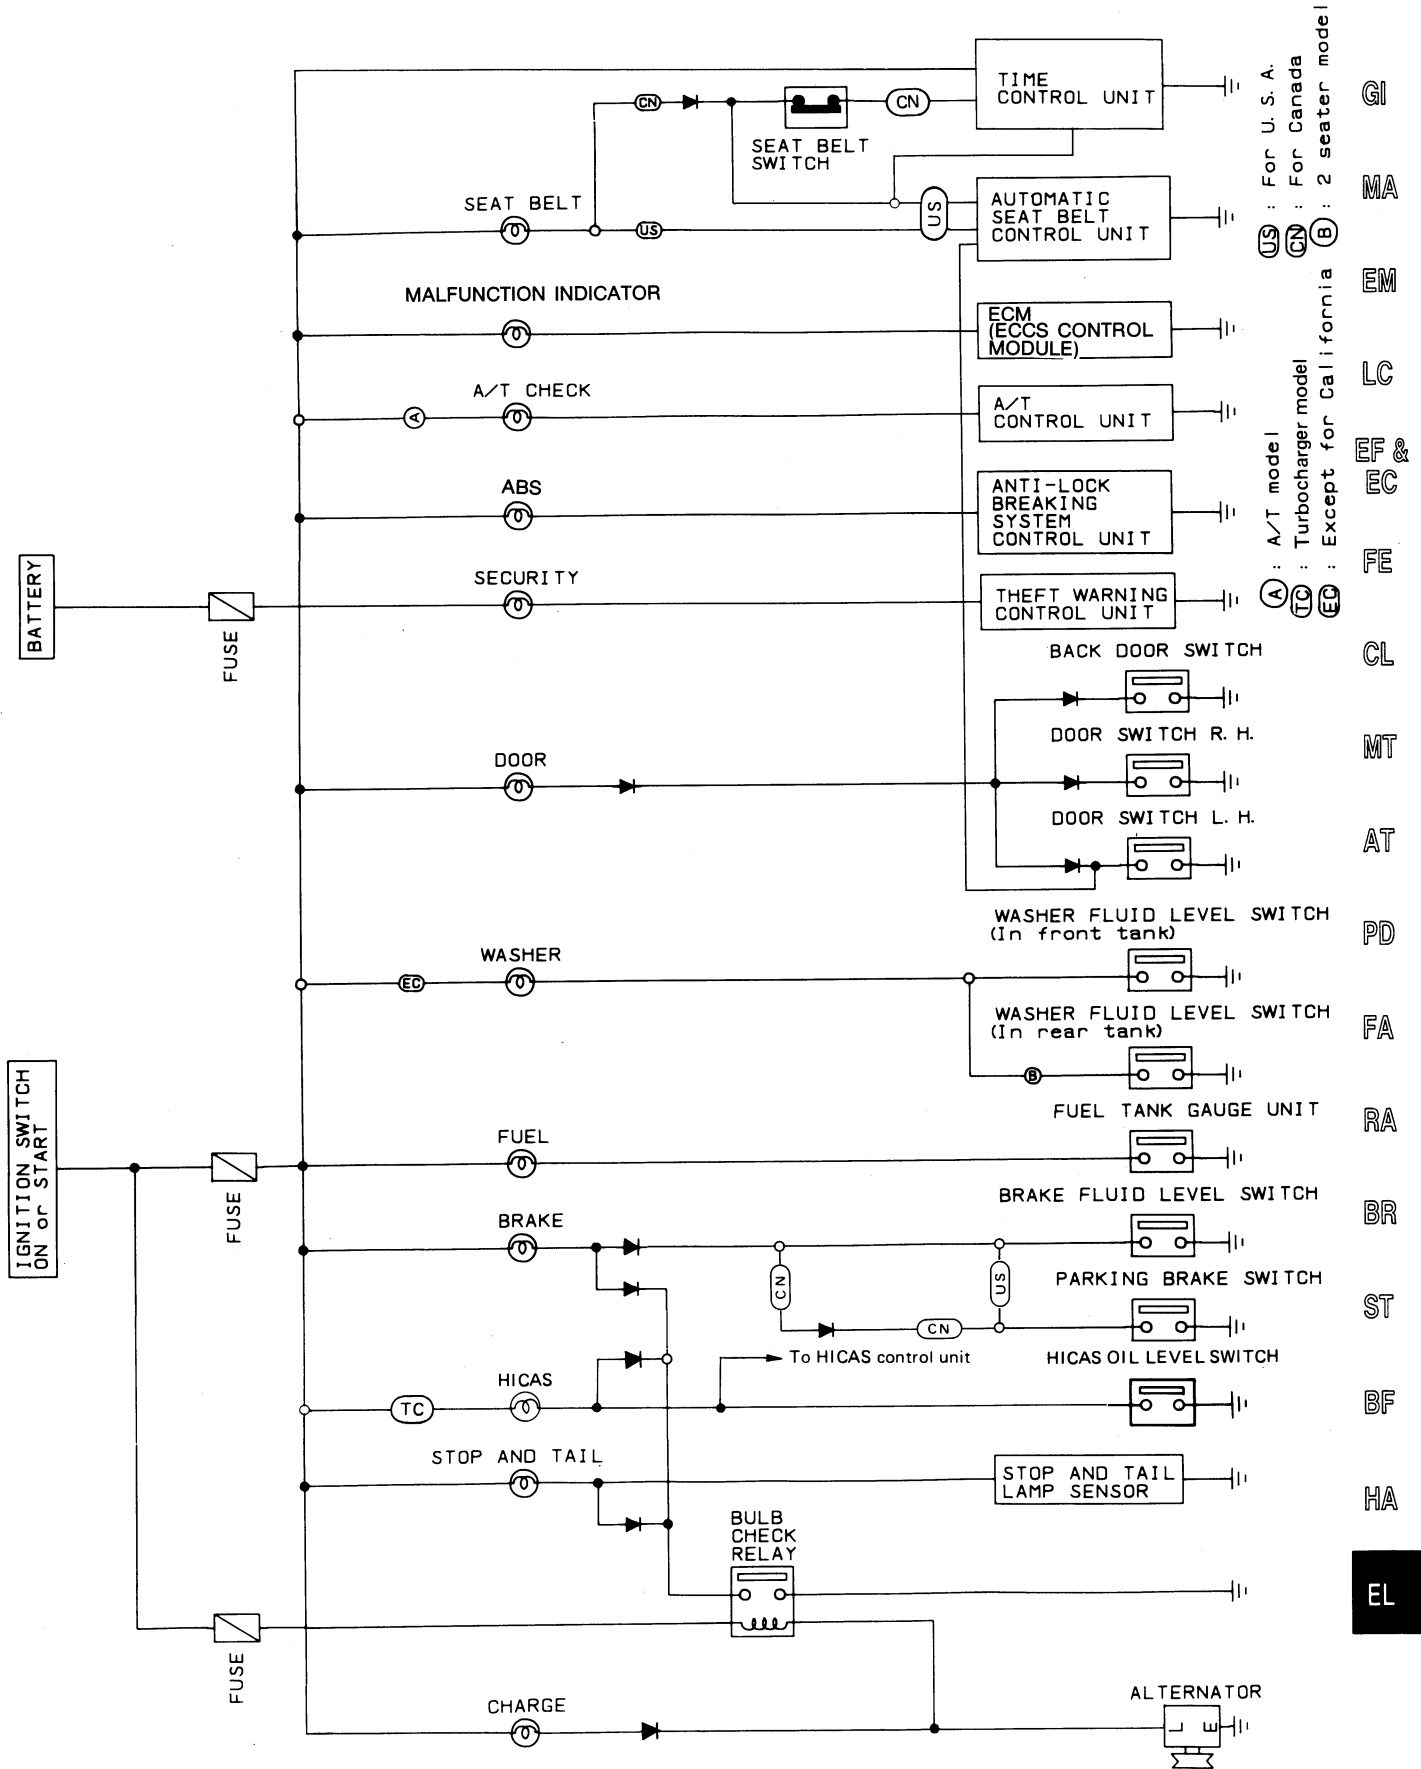 TIME
CONTROL UNIT
CN
CN
SEAT BELT
SWITCH
SEAT BELT
US
US
AUTOMATIC
SEAT BELT
CONTROL UNIT
MALFUNCTION INDICATOR
ECM
(ECCS CONTROL
MODULE)
A/T CHECK
A
A/T
CONTROL UNIT
ABS
ANTI-LOCK
BREAKING
SYSTEM
CONTROL UNIT
BATTERY
FUSE
SECURITY
THEFT WARNING
CONTROL UNIT
BACK DOOR SWITCH
DOOR SWITCH R. H.
DOOR
DOOR SWITCH L. H.
WASHER FLUID LEVEL SWITCH
(In front tank)
WASHER
EC
WASHER FLUID LEVEL SWITCH
(In rear tank)
B
IGNITION SWITCH
ON or START
FUSE
FUEL TANK GAUGE UNIT
FUEL
BRAKE FLUID LEVEL SWITCH
BRAKE
CN
US
PARKING BRAKE SWITCH
CN
To HICAS control unit
HICAS OIL LEVEL SWITCH
HICAS
TC
STOP AND TAIL
STOP AND TAIL
LAMP SENSOR
BULB
CHECK
RELAY
FUSE
CHARGE
ALTERNATOR
L E
US : For U. S. A.
CN : For Canada
B : 2 seater model
A : A/T model
TC : Turbocharger model
EC : Except for California
GI
MA
EM
LC
EF &
EC
FE
CL
MT
AT
PD
FA
RA
BR
ST
BF
HA
EL